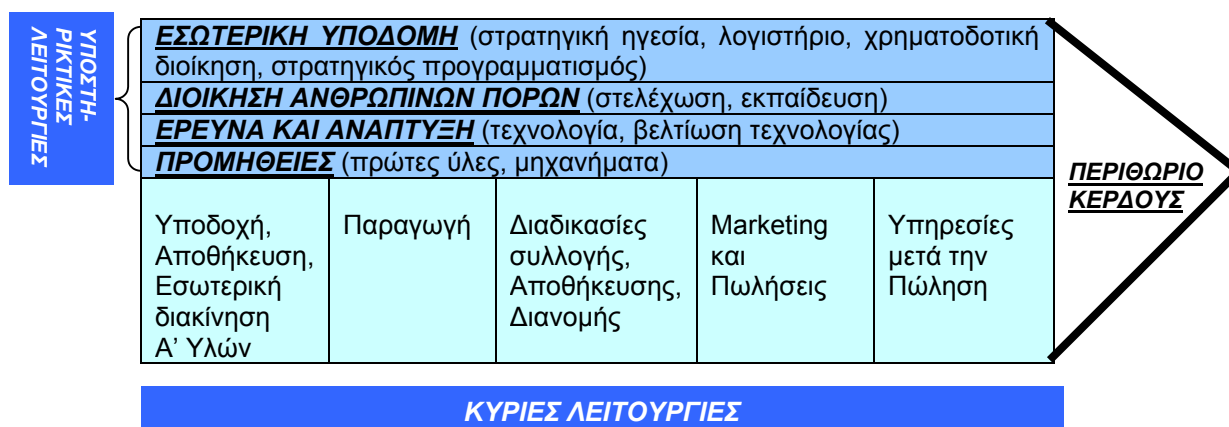 ΥΠΟΣΤΗ-
ΡΙΚΤΙΚΕΣ
ΛΕΙΤΟΥΡΓΙΕΣ
ΕΣΩΤΕΡΙΚΗ ΥΠΟΔΟΜΗ (στρατηγική ηγεσία, λογιστήριο, χρηματοδοτική
διοίκηση, στρατηγικός προγραμματισμός)
ΔΙΟΙΚΗΣΗ ΑΝΘΡΩΠΙΝΩΝ ΠΟΡΩΝ (στελέχωση, εκπαίδευση)
ΕΡΕΥΝΑ ΚΑΙ ΑΝΑΠΤΥΞΗ (τεχνολογία, βελτίωση τεχνολογίας)
ΠΡΟΜΗΘΕΙΕΣ (πρώτες ύλες, μηχανήματα)
Υποδοχή,
Αποθήκευση,
Εσωτερική
διακίνηση
Α’ Υλών
Παραγωγή
Διαδικασίες
συλλογής,
Αποθήκευσης,
Διανομής
Marketing
και
Πωλήσεις
Υπηρεσίες
μετά την
Πώληση
ΠΕΡΙΘΩΡΙΟ
ΚΕΡΔΟΥΣ
ΚΥΡΙΕΣ ΛΕΙΤΟΥΡΓΙΕΣ